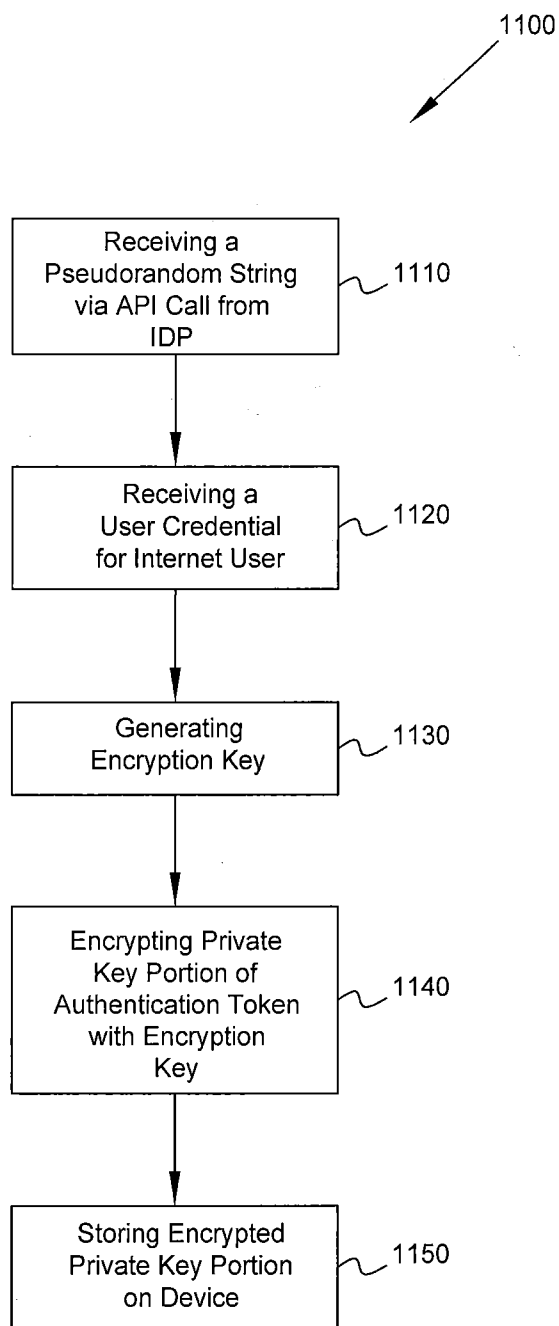 1100
Receiving a
Pseudorandom String
via API Call from
IDP
1110
Receiving a
User Credential
for Internet User
1120
Generating
Encryption Key
1130
Encrypting Private
Key Portion of
Authentication Token
with Encryption
Key
1140
Storing Encrypted
Private Key Portion
on Device
1150